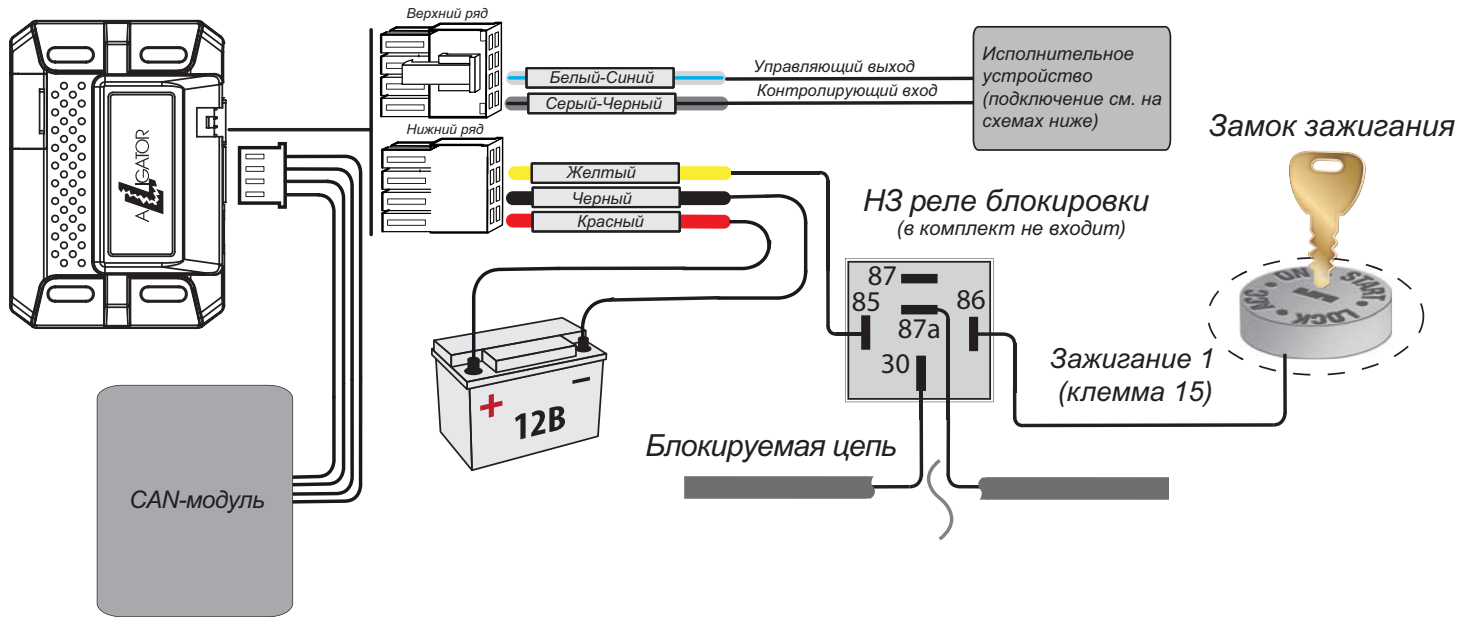 Верхний ряд
Белый-Синий
Управляющий выход
Серый-Черный
Контролирующий вход
Исполнительное
устройство
(подключение см. на
схемах ниже)
ALLIGATOR
Нижний ряд
Желтый
Черный
Красный
Замок зажигания
ACC • ON • START • LOCK •
НЗ реле блокировки
(в комплект не входит)
87
85
86
87a
30
Зажигание 1
(клемма 15)
+
–
12В
Блокируемая цепь
CAN-модуль